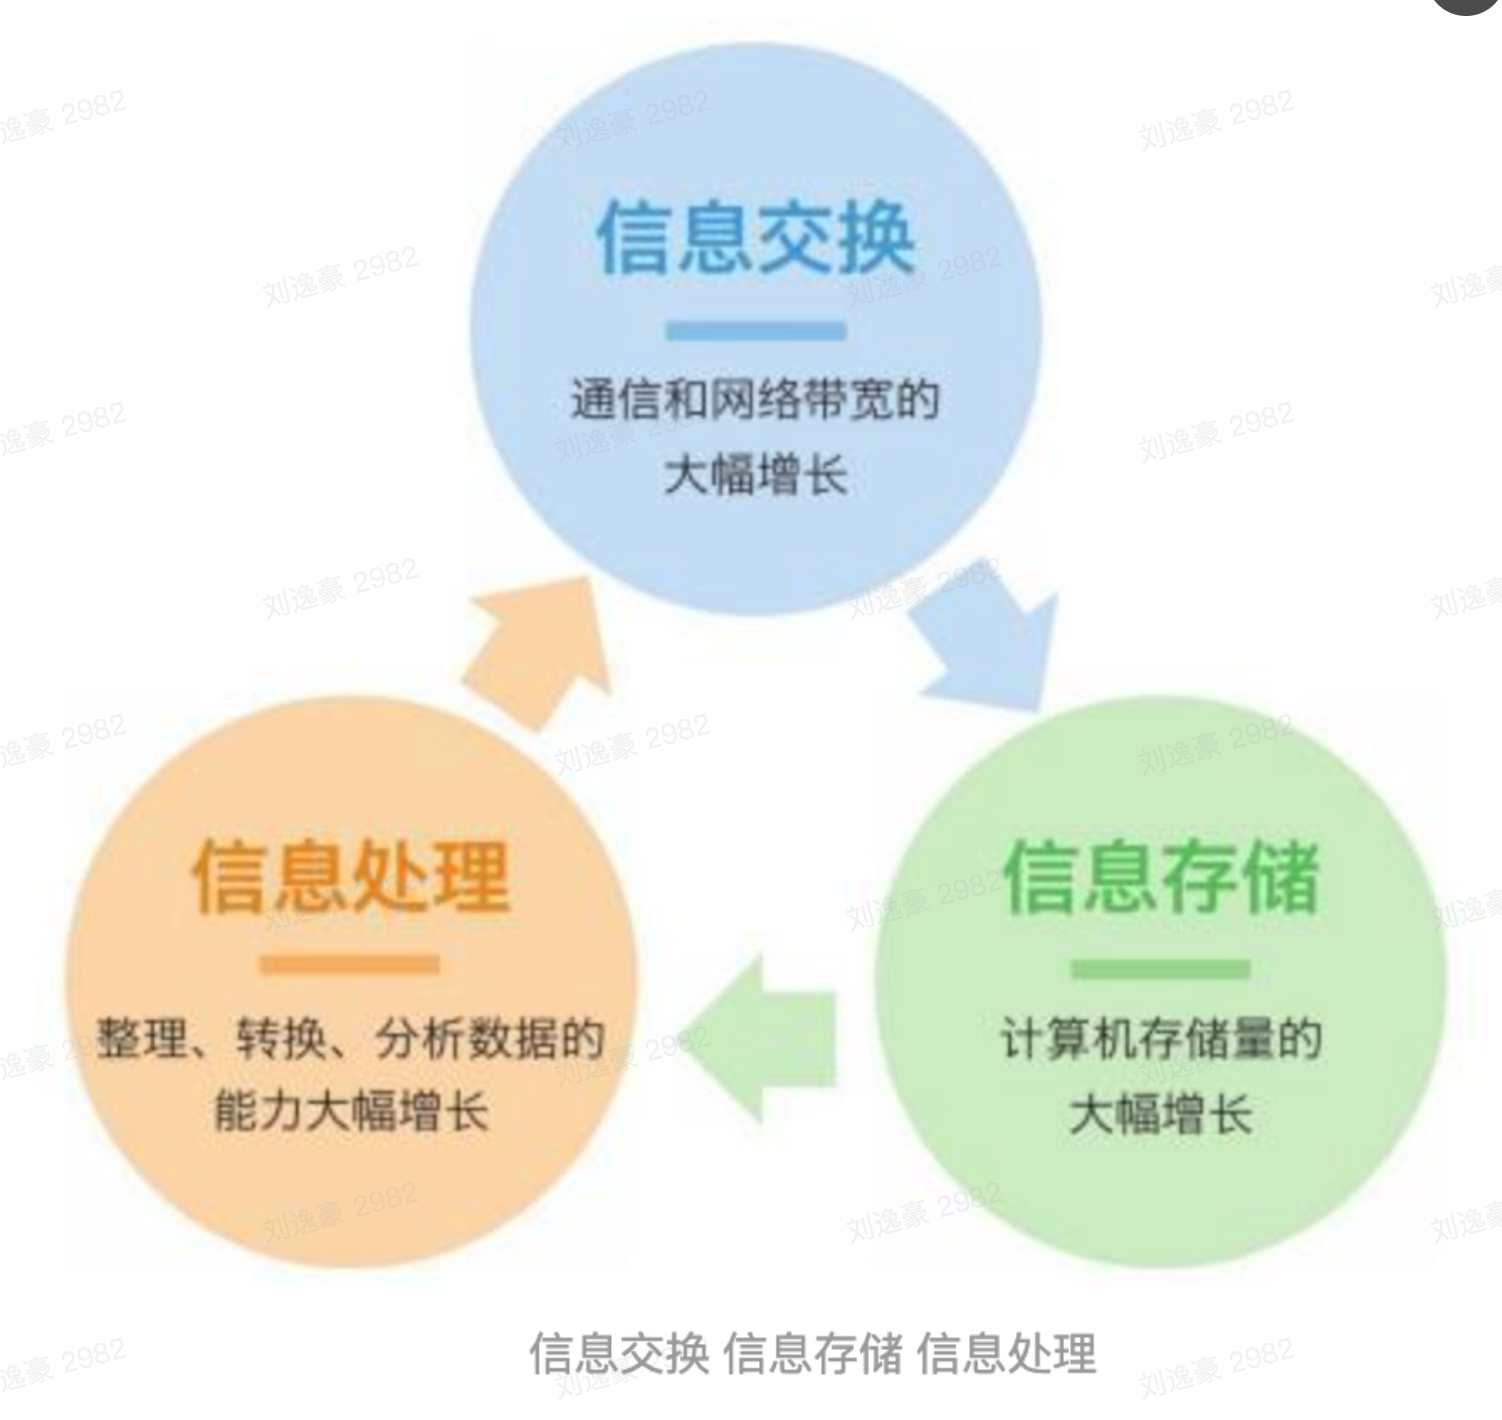 信息交换
通信和网络带宽的
大幅增长
信息处理
整理、转换、分析数据的
能力大幅增长
信息存储
计算机存储量的
大幅增长
信息交换 信息存储 信息处理
刘逸豪 2982